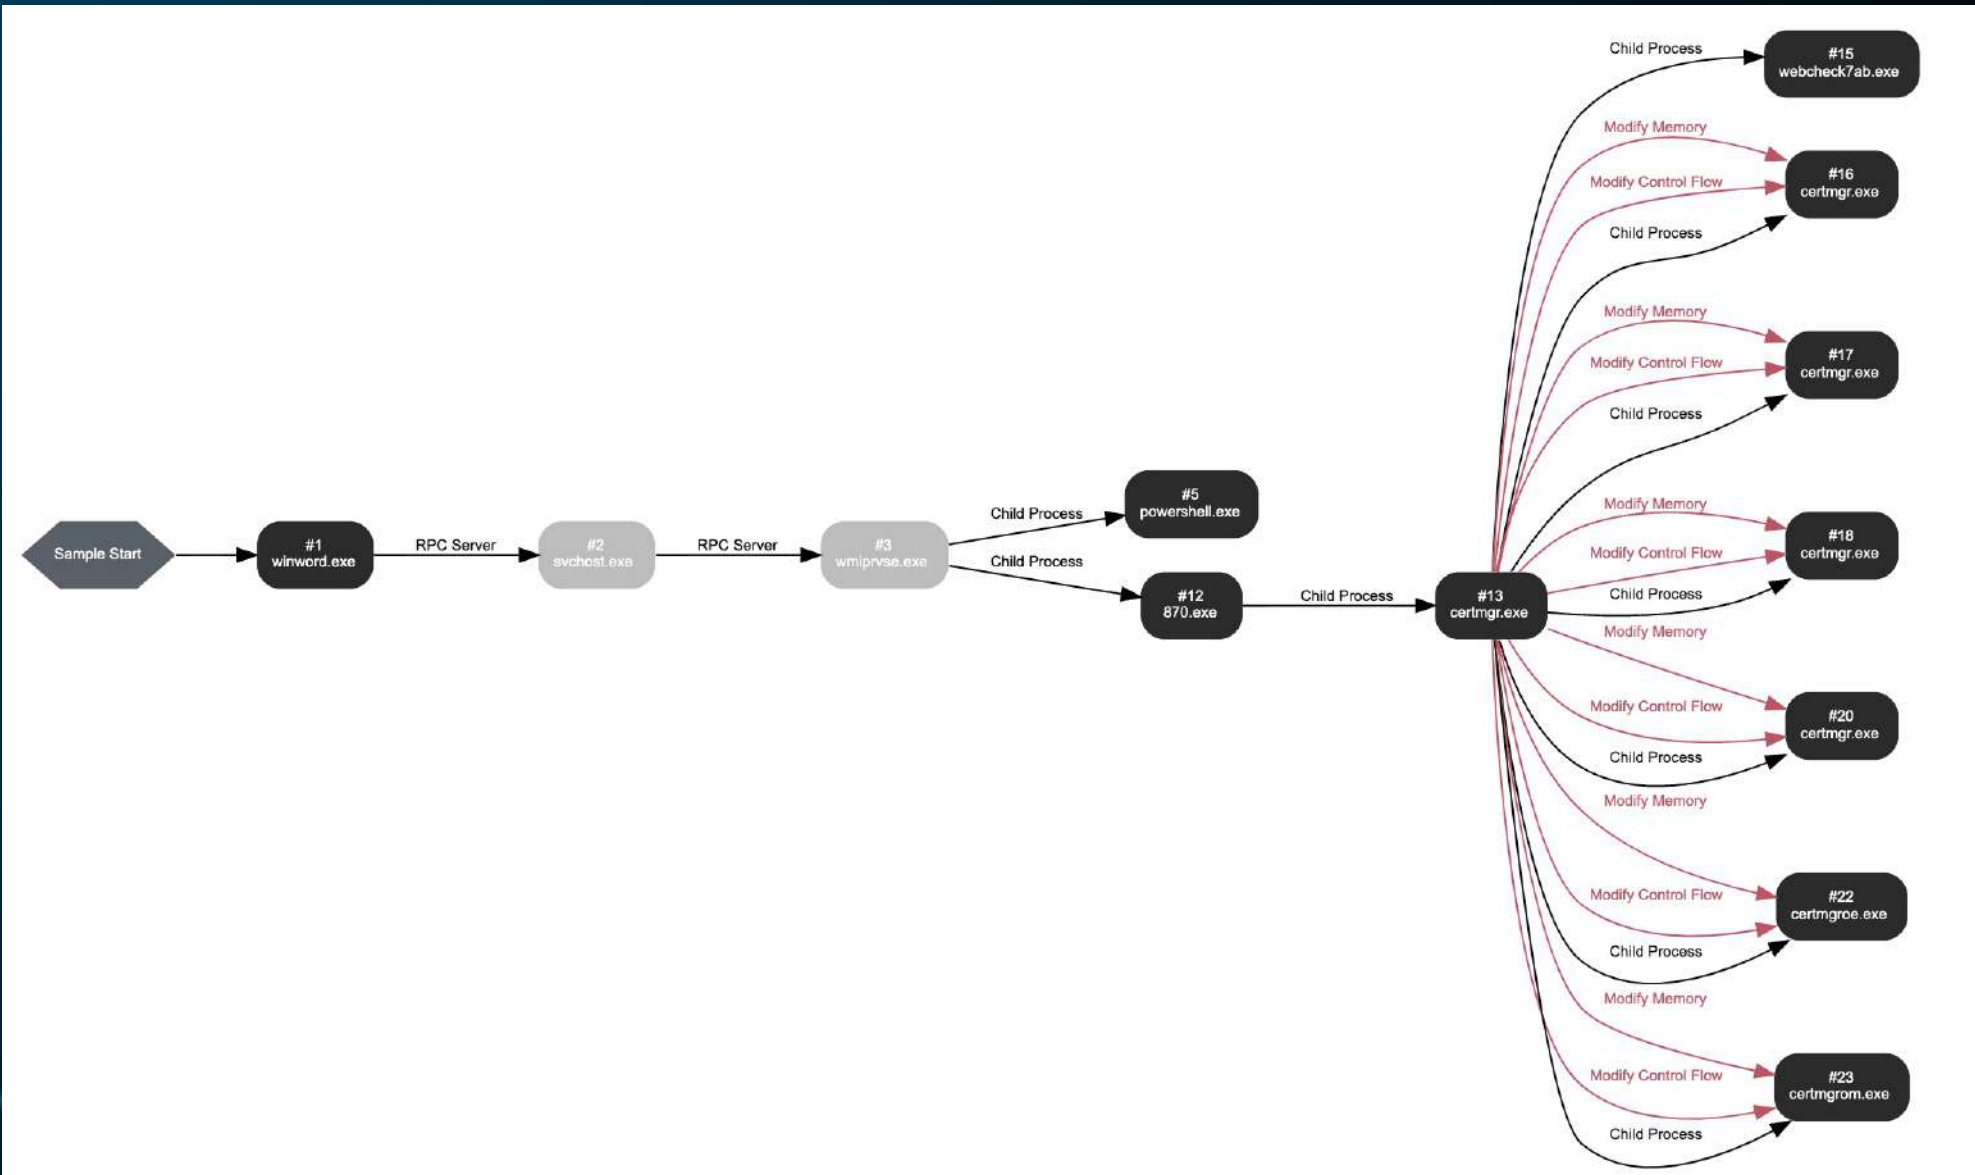 Sample Start
#1
winword.exe
RPC Server
#2
svchost.exe
RPC Server
#3
wmiprvse.exe
Child Process
#5
powershell.exe
Child Process
#12
870.exe
Child Process
#13
certmgr.exe
Child Process
#15
webcheck7ab.exe
Modify Memory
Modify Control Flow
Child Process
#16
certmgr.exe
Modify Memory
Modify Control Flow
Child Process
#17
certmgr.exe
Modify Memory
Modify Control Flow
Child Process
#18
certmgr.exe
Modify Memory
Modify Control Flow
Child Process
#20
certmgr.exe
Modify Memory
Modify Control Flow
Child Process
#22
certmgroe.exe
Modify Memory
Modify Control Flow
Child Process
#23
certmgrom.exe